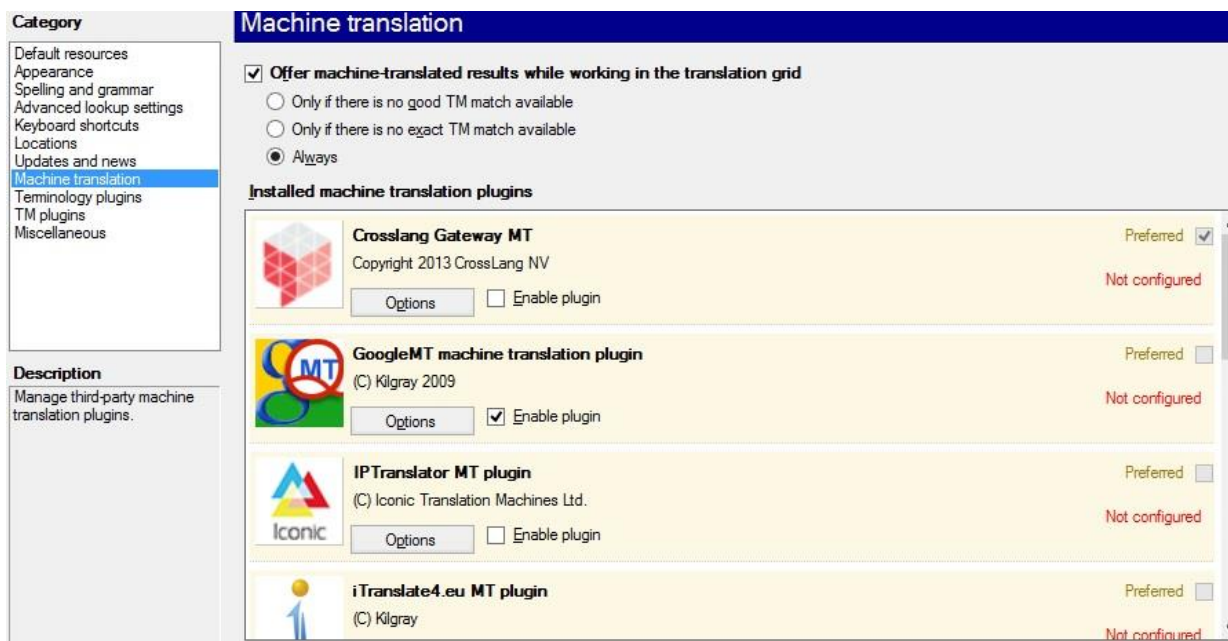 Category
Default resources
Appearance
Spelling and grammar
Advanced lookup settings
Keyboard shortcuts
Locations
Updates and news
Machine translation
Terminology plugins
TM plugins
Miscellaneous
Description
Manage third-party machine
translation plugins.
Machine translation
Offer machine-translated results while working in the translation grid
Only if there is no good TM match available
Only if there is no exact TM match available
Always
Installed machine translation plugins
Crosslang Gateway MT
Preferred
Copyright 2013 CrossLang NV
Not configured
Options
Enable plugin
MT
GoogleMT machine translation plugin
Preferred
(C) Kilgray 2009
Not configured
Options
Enable plugin
Iconic
IPTranslator MT plugin
Preferred
(C) Iconic Translation Machines Ltd.
Not configured
Options
Enable plugin
iTranslate4.eu MT plugin
Preferred
(C) Kilgray
Not configured